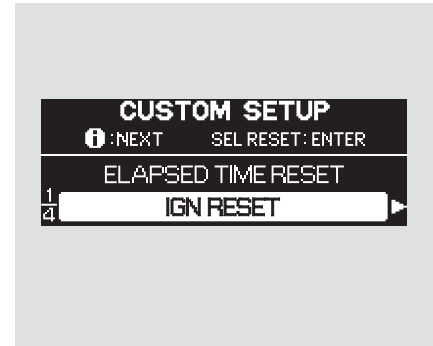 CUSTOM SETUP
i :NEXT SEL RESET: ENTER
ELAPSED TIME RESET
1/4
IGN RESET